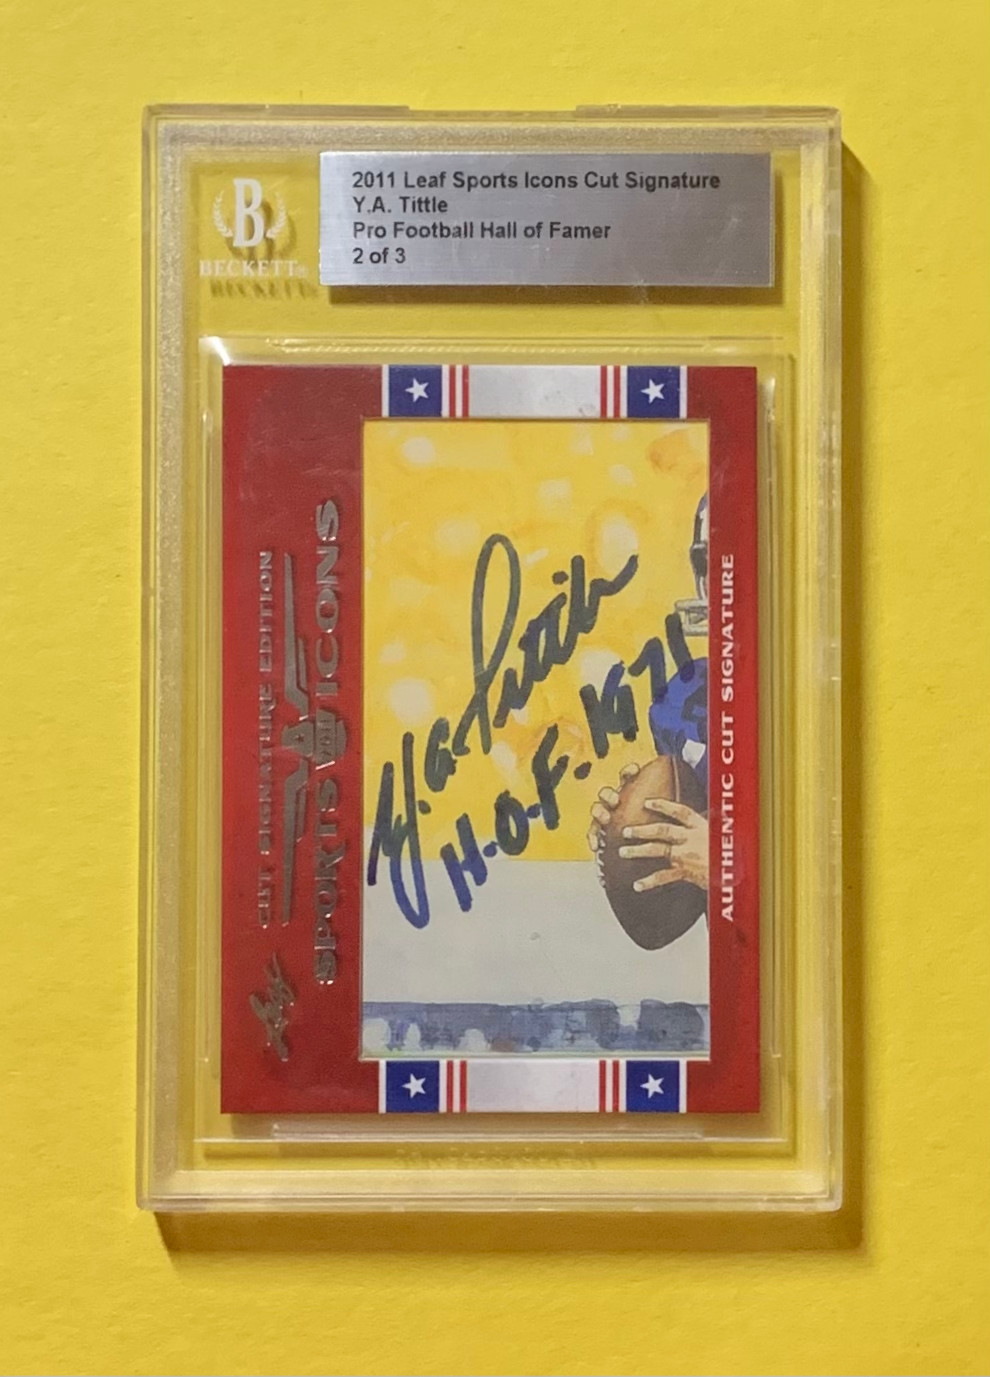 B
BECKETT®
2011 Leaf Sports Icons Cut Signature
Y.A. Tittle
Pro Football Hall of Famer
2 of 3
Leaf
CUT SIGNATURE EDITION
SPORTS ICONS
Y.A. Tittle
H.O.F. 1971
AUTHENTIC CUT SIGNATURE